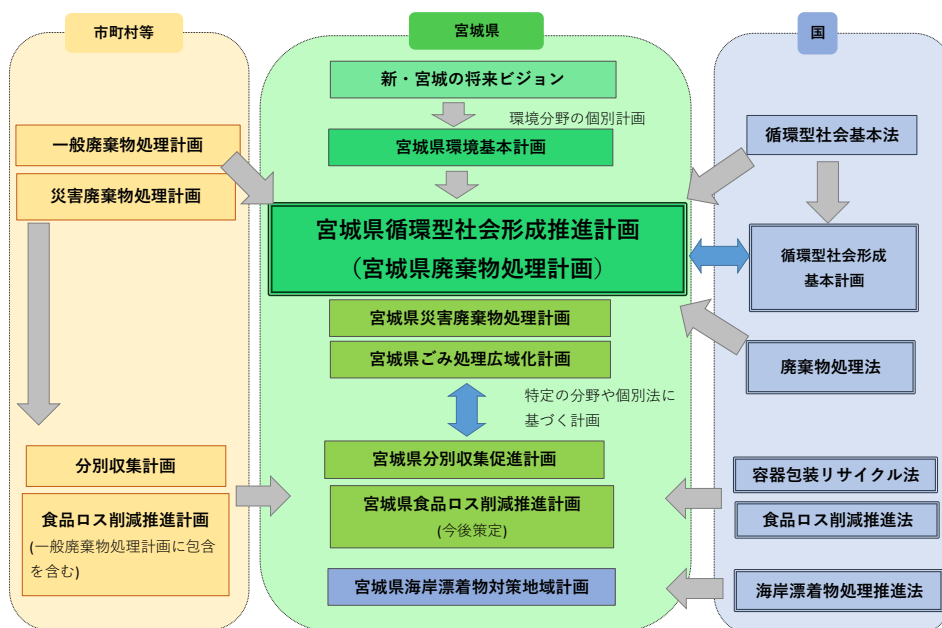 市町村等
一般廃棄物処理計画
災害廃棄物処理計画
分別収集計画
食品ロス削減推進計画
(一般廃棄物処理計画に包含
を含む)
宮城県
新・宮城の将来ビジョン
環境分野の個別計画
宮城県環境基本計画
宮城県循環型社会形成推進計画
（宮城県廃棄物処理計画）
宮城県災害廃棄物処理計画
宮城県ごみ処理広域化計画
特定の分野や個別法に
基づく計画
宮城県分別収集促進計画
宮城県食品ロス削減推進計画
(今後策定)
宮城県海岸漂着物対策地域計画
国
循環型社会基本法
循環型社会形成
基本計画
廃棄物処理法
容器包装リサイクル法
食品ロス削減推進法
海岸漂着物処理推進法